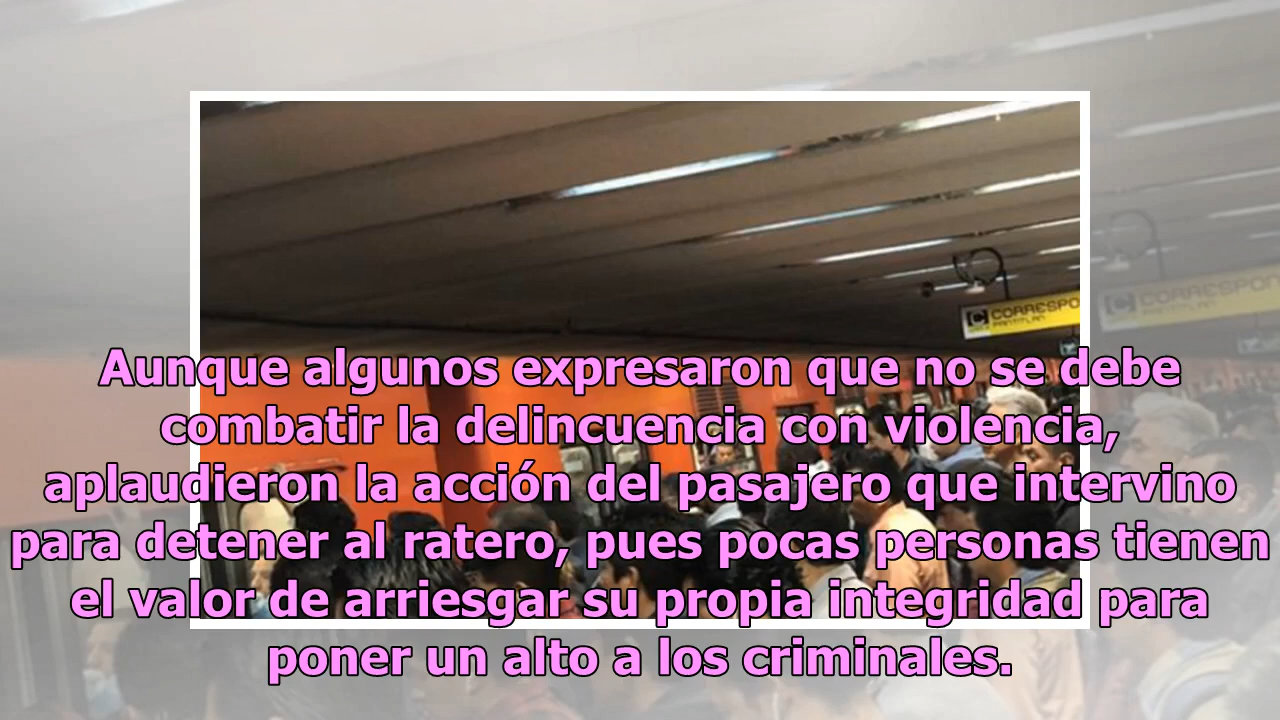 CORRESPO
PANTITLAN
CORRESPON
Aunque algunos expresaron que no se debe
combatir la delincuencia con violencia,
aplaudieron la acción del pasajero que intervino
para detener al ratero, pues pocas personas tienen
el valor de arriesgar su propia integridad para
poner un alto a los criminales.